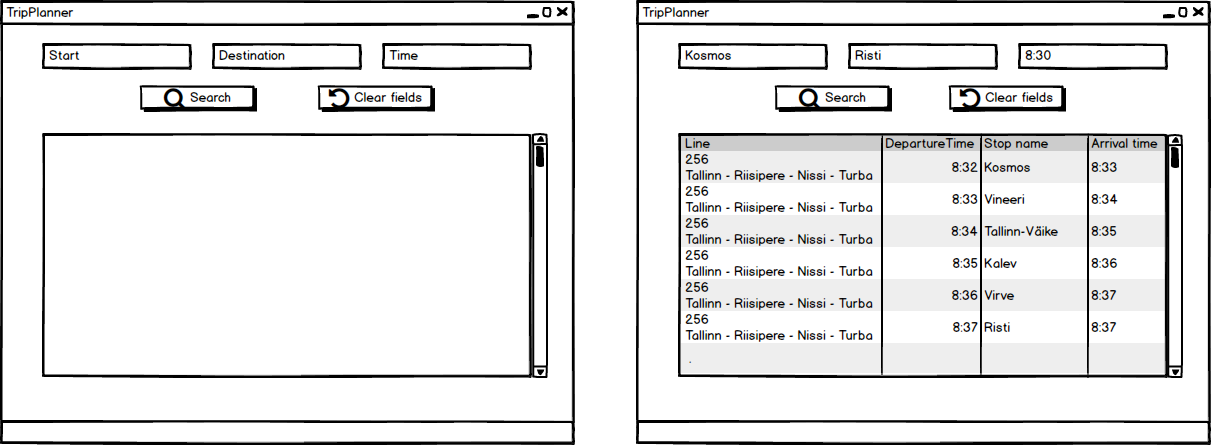 TripPlanner
Start Destination Time
Search Clear fields
TripPlanner
Kosmos Risti 8:30
Search Clear fields
Line DepartureTime Stop name Arrival time
256
Tallinn - Riisipere - Nissi - Turba 8:32 Kosmos 8:33
256
Tallinn - Riisipere - Nissi - Turba 8:33 Vineeri 8:34
256
Tallinn - Riisipere - Nissi - Turba 8:34 Tallinn-Väike 8:35
256
Tallinn - Riisipere - Nissi - Turba 8:35 Kalev 8:36
256
Tallinn - Riisipere - Nissi - Turba 8:36 Virve 8:37
256
Tallinn - Riisipere - Nissi - Turba 8:37 Risti 8:37
.